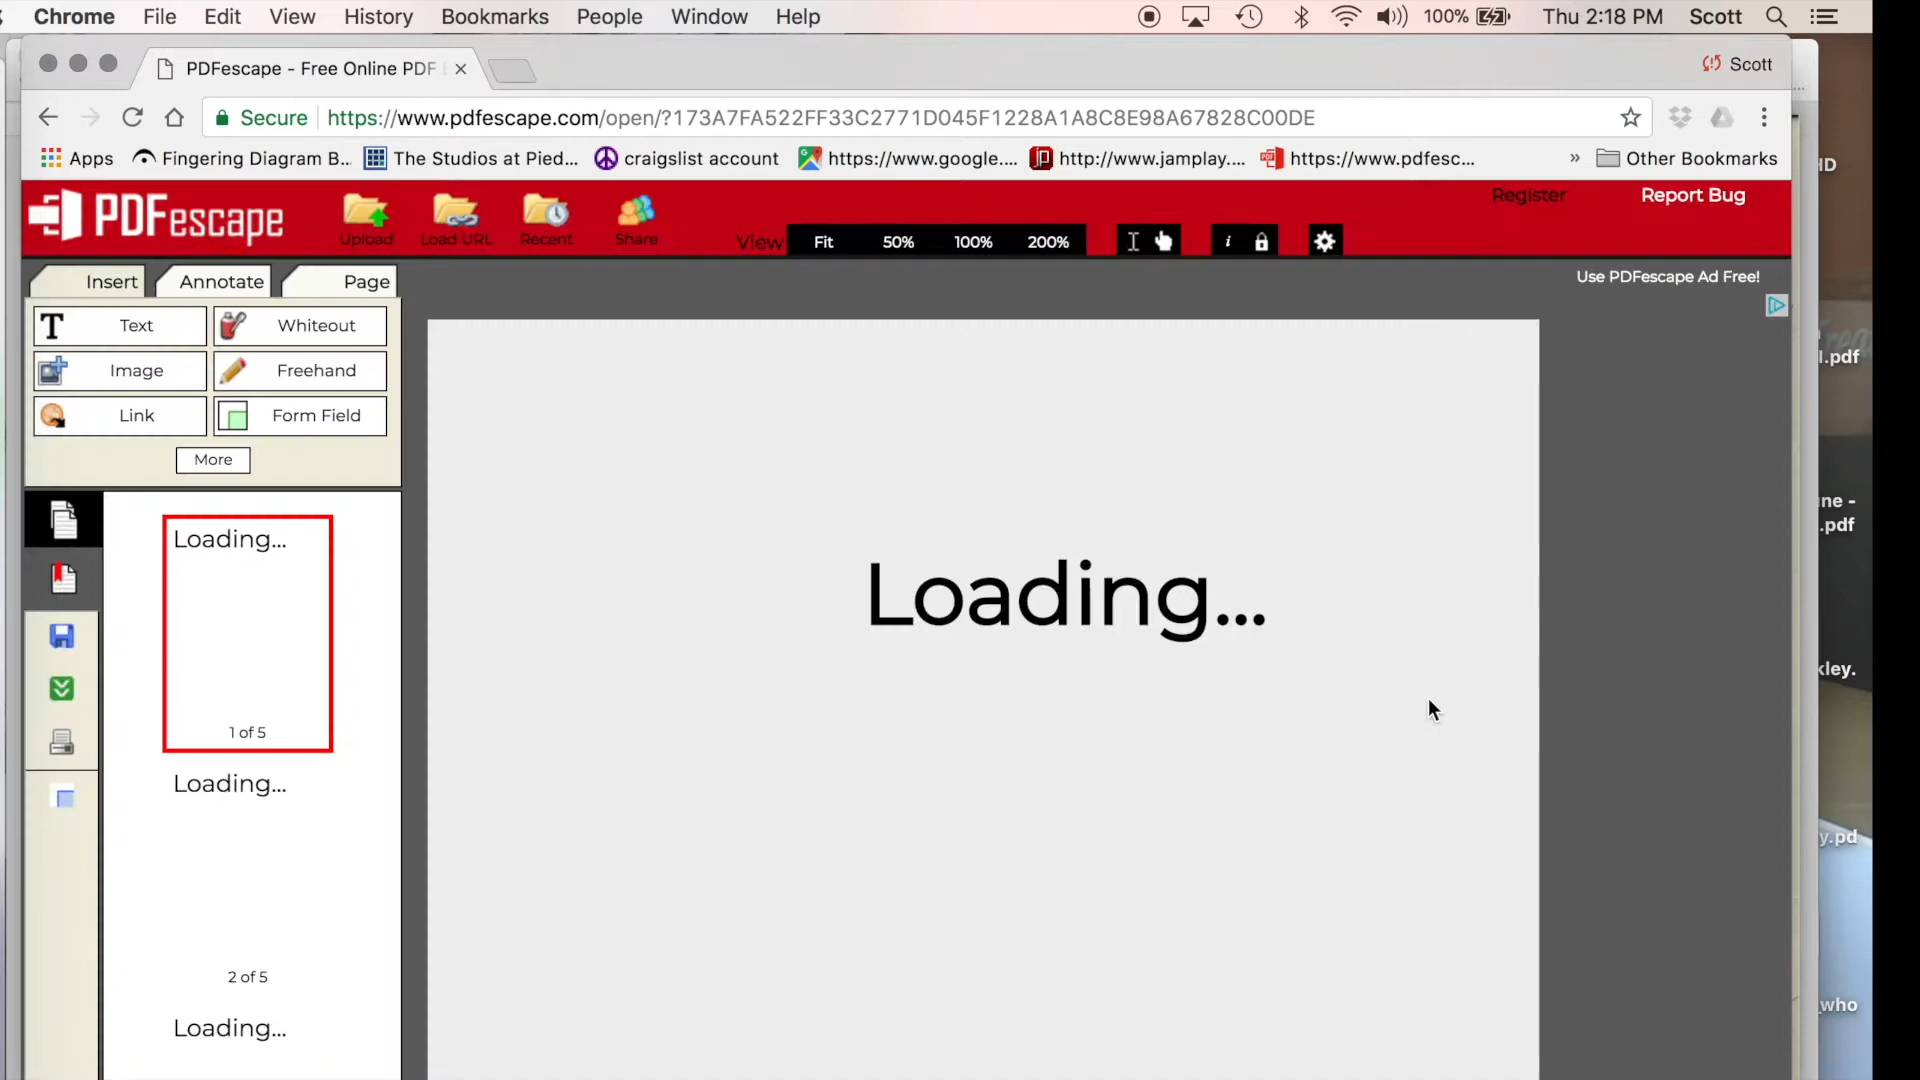 Chrome File Edit View History Bookmarks People Window Help 100% Thu 2:18 PM Scott
PDFescape - Free Online PDF Scott
Secure https://www.pdfescape.com/open/?173A7FA522FF33C2771D045F1228A1A8C8E98A67828C00DE
Apps Fingering Diagram B... The Studios at Pied... craigslist account https://www.google.... http://www.jamplay.... https://www.pdfesc... » Other Bookmarks
PDFescape Upload Load URL Recent Share View Fit 50% 100% 200% Register Report Bug
Insert Annotate Page
Use PDFescape Ad Free!
Text Whiteout
Image Freehand
Link Form Field
More
Loading...
1 of 5
Loading...
2 of 5
Loading...
Loading...
HD
l.pdf
une -
.pdf
kley.
y.pd
_who